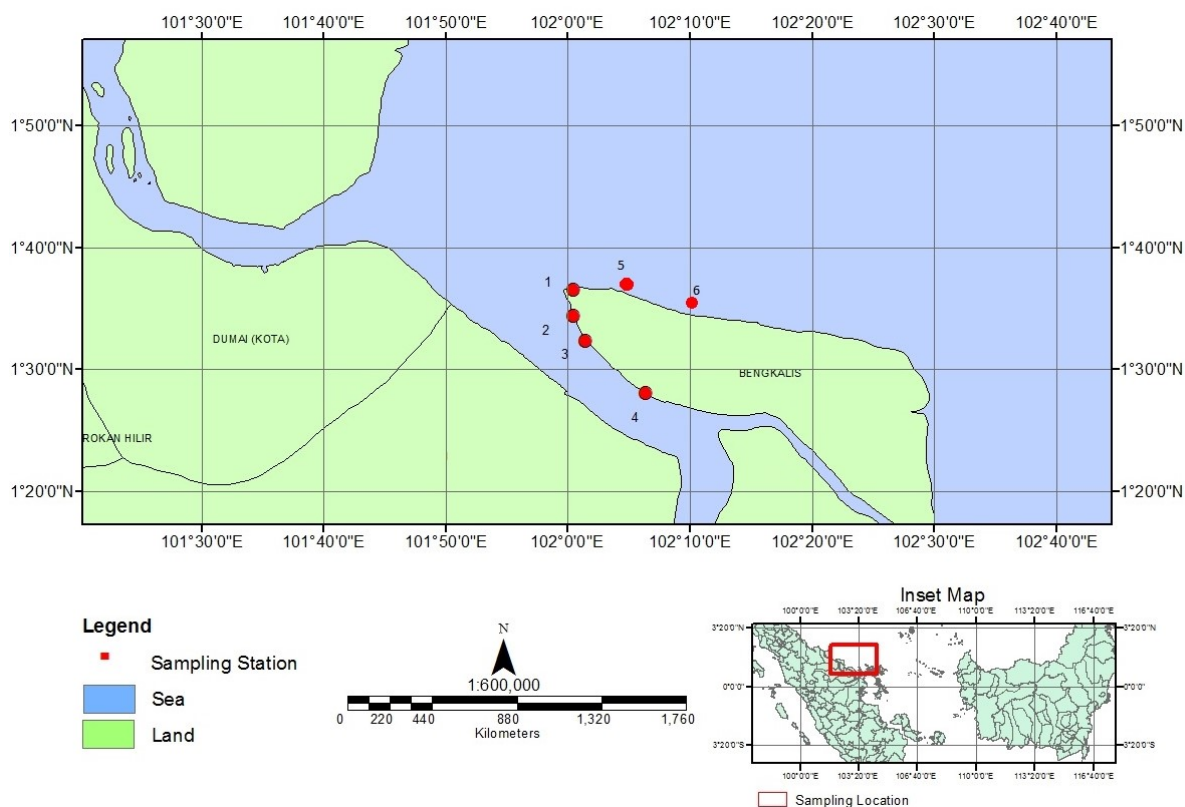 101°30'0"E 101°40'0"E 101°50'0"E 102°0'0"E 102°10'0"E 102°20'0"E 102°30'0"E 102°40'0"E
1°50'0"N 1°50'0"N
1°40'0"N 1°40'0"N
5
1
6
2
DUMAI (KOTA)
3
1°30'0"N 1°30'0"N
BENGKALIS
4
ROKAN HILIR
1°20'0"N 1°20'0"N
101°30'0"E 101°40'0"E 101°50'0"E 102°0'0"E 102°10'0"E 102°20'0"E 102°30'0"E 102°40'0"E
Legend
Sampling Station
Sea
Land
N
1:600,000
0 220 440 880 1,320 1,760
Kilometers
Inset Map
100°0'0"E 103°20'0"E 106°40'0"E 110°0'0"E 113°20'0"E 116°40'0"E
3°20'0"N 3°20'0"N
0°0'0" 0°0'0"
3°20'0"S 3°20'0"S
100°0'0"E 103°20'0"E 106°40'0"E 110°0'0"E 113°20'0"E 116°40'0"E
Sampling Location